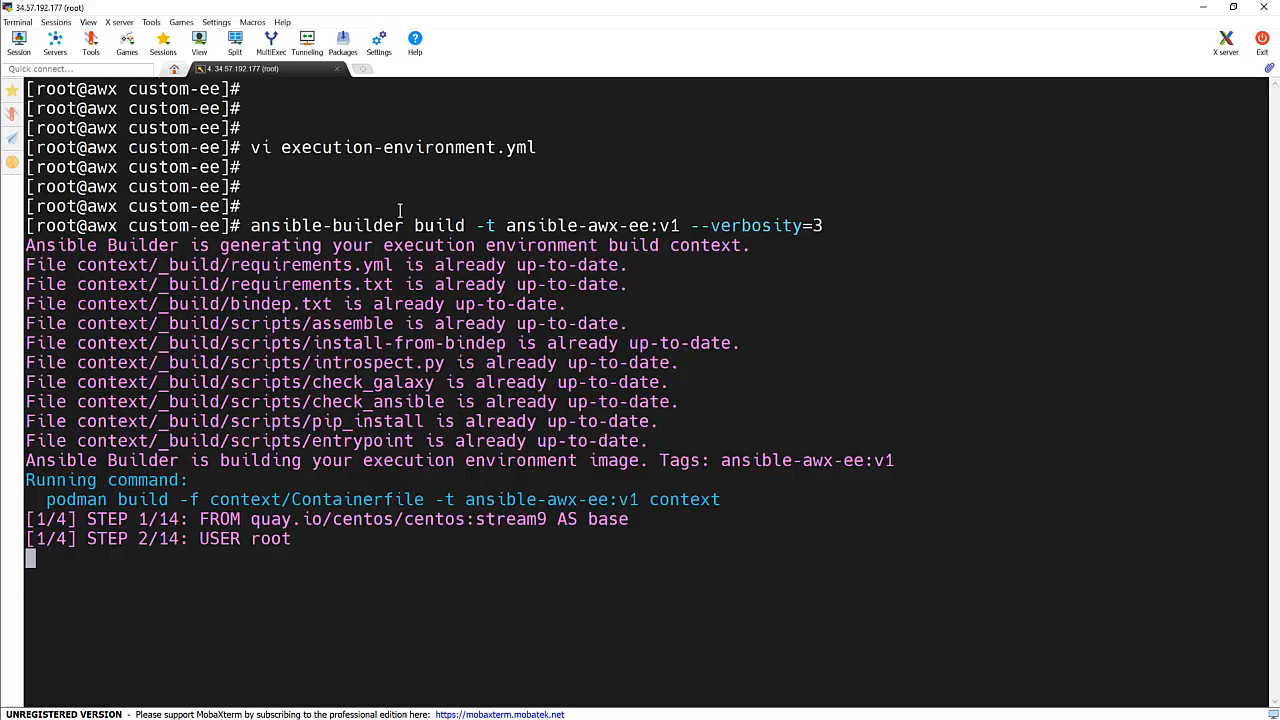 34.57.192.177 (root)
Terminal Sessions View X server Tools Games Settings Macros Help
Session Servers Tools Games Sessions View Split MultiExec Tunneling Packages Settings Help X server Exit
Quick connect... 4. 34.57.192.177 (root)
[root@awx custom-ee]#
[root@awx custom-ee]#
[root@awx custom-ee]#
[root@awx custom-ee]# vi execution-environment.yml
[root@awx custom-ee]#
[root@awx custom-ee]#
[root@awx custom-ee]#
[root@awx custom-ee]# ansible-builder build -t ansible-awx-ee:v1 --verbosity=3
Ansible Builder is generating your execution environment build context.
File context/_build/requirements.yml is already up-to-date.
File context/_build/requirements.txt is already up-to-date.
File context/_build/bindep.txt is already up-to-date.
File context/_build/scripts/assemble is already up-to-date.
File context/_build/scripts/install-from-bindep is already up-to-date.
File context/_build/scripts/introspect.py is already up-to-date.
File context/_build/scripts/check_galaxy is already up-to-date.
File context/_build/scripts/check_ansible is already up-to-date.
File context/_build/scripts/pip_install is already up-to-date.
File context/_build/scripts/entrypoint is already up-to-date.
Ansible Builder is building your execution environment image. Tags: ansible-awx-ee:v1
Running command:
podman build -f context/Containerfile -t ansible-awx-ee:v1 context
[1/4] STEP 1/14: FROM quay.io/centos/centos:stream9 AS base
[1/4] STEP 2/14: USER root
UNREGISTERED VERSION - Please support MobaXterm by subscribing to the professional edition here: https://mobaxterm.mobatek.net